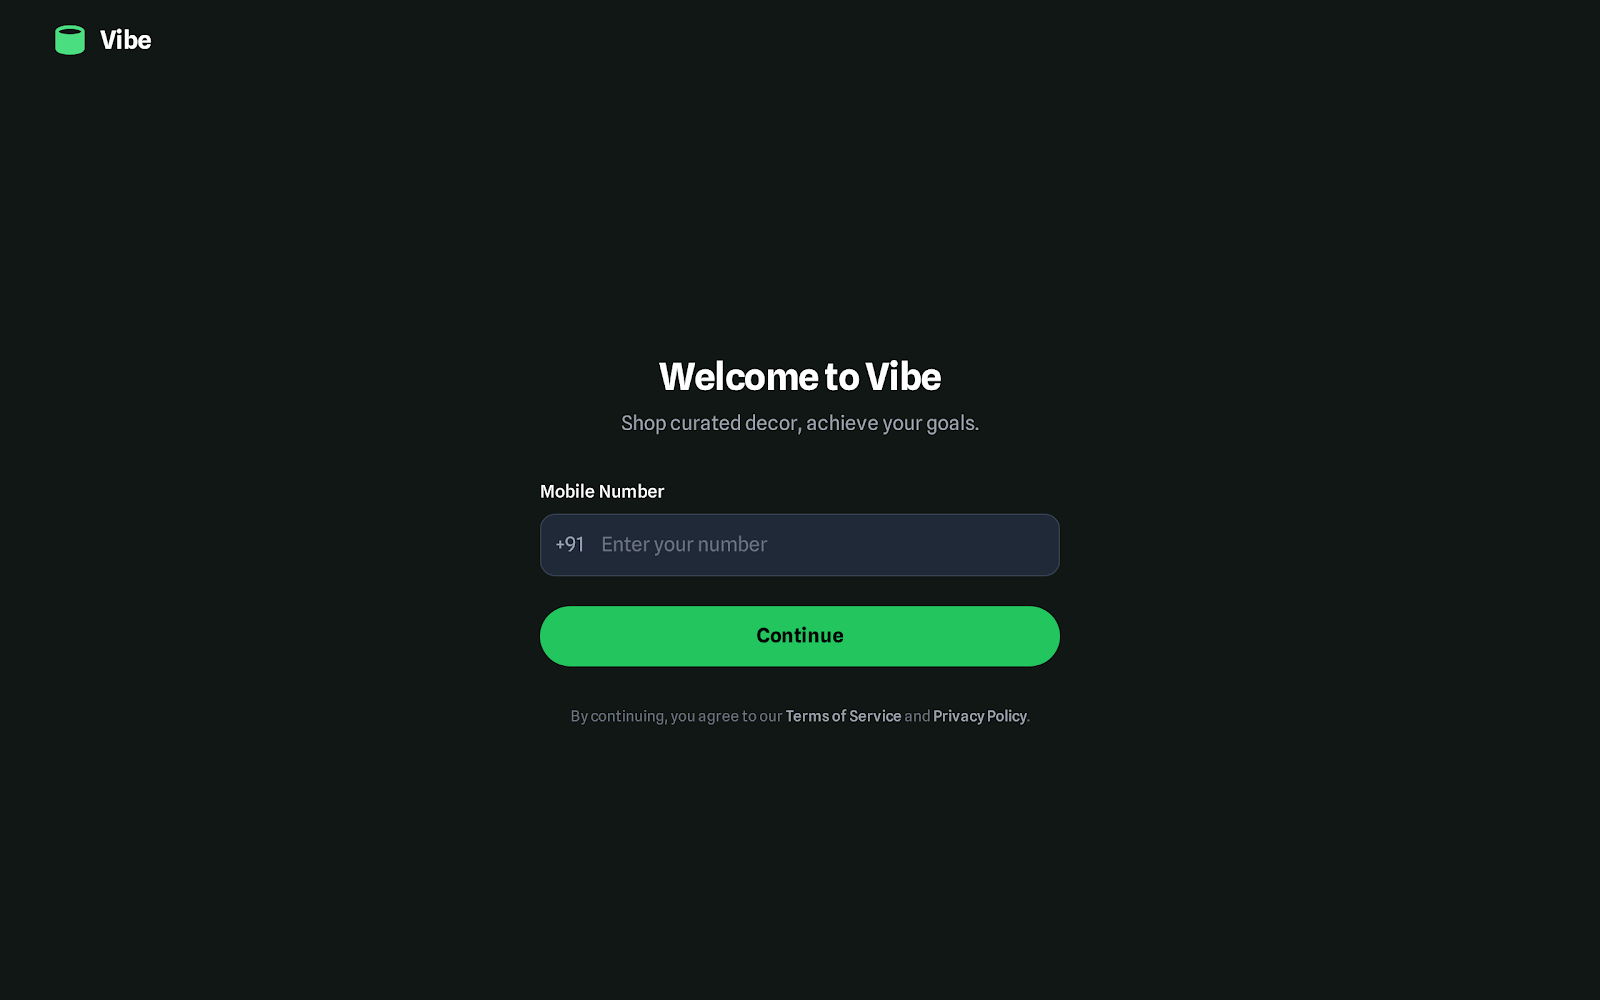 Vibe
Welcome to Vibe
Shop curated decor, achieve your goals.
Mobile Number
+91 Enter your number
Continue
By continuing, you agree to our Terms of Service and Privacy Policy.